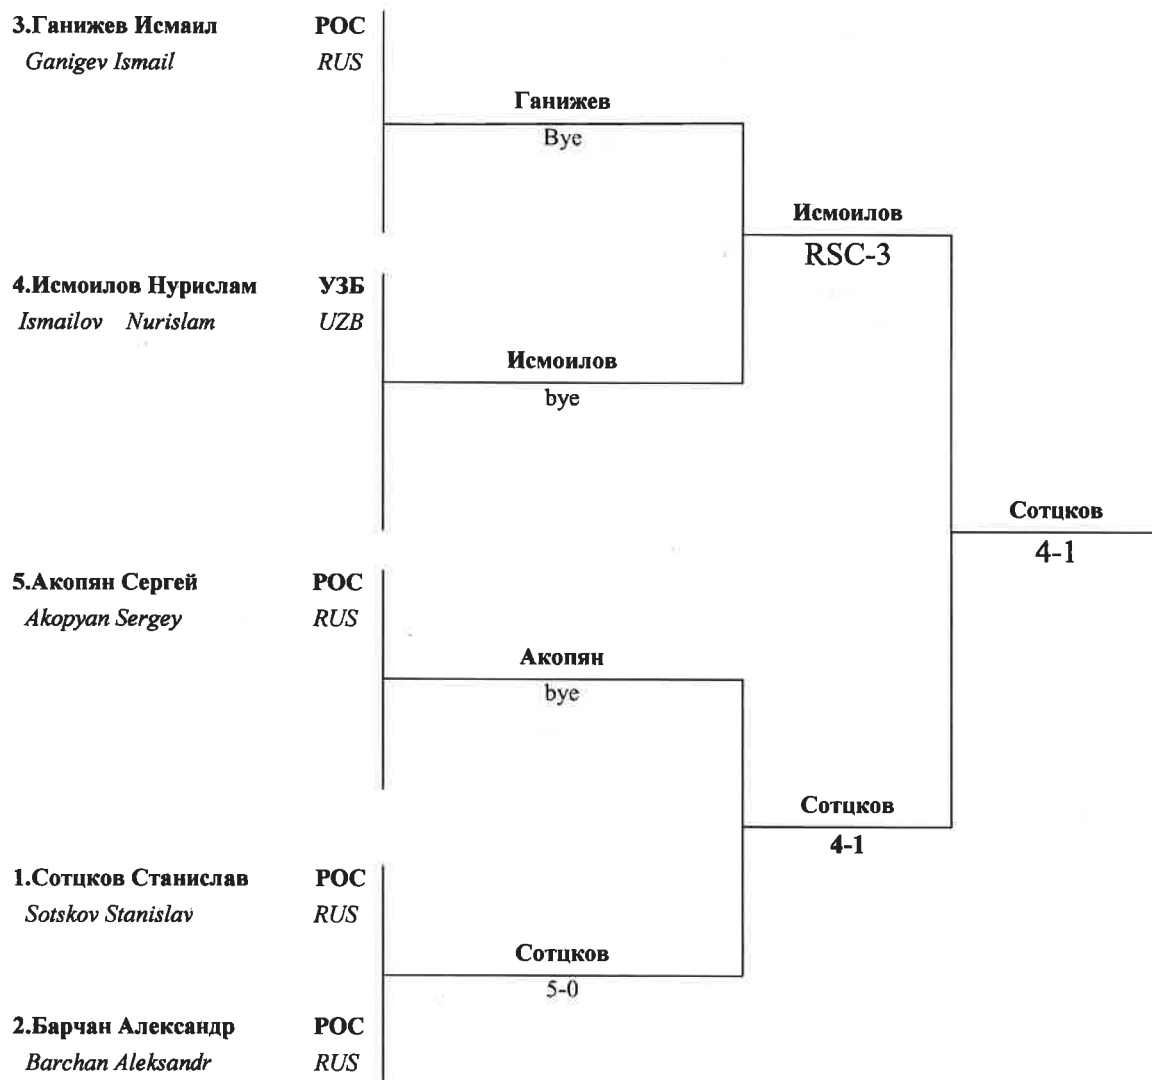 3.Ганижев Исмаил РОС
Ganigev Ismail RUS
Ганижев
Bye
Исмоилов
RSC-3
4.Исмоилов Нурислам УЗБ
Ismailov Nurislam UZB
Исмоилов
bye
Сотцков
4-1
5.Акопян Сергей РОС
Akopyan Sergey RUS
Акопян
bye
Сотцков
4-1
1.Сотцков Станислав РОС
Sotskov Stanislav RUS
Сотцков
5-0
2.Барчан Александр РОС
Barchan Aleksandr RUS